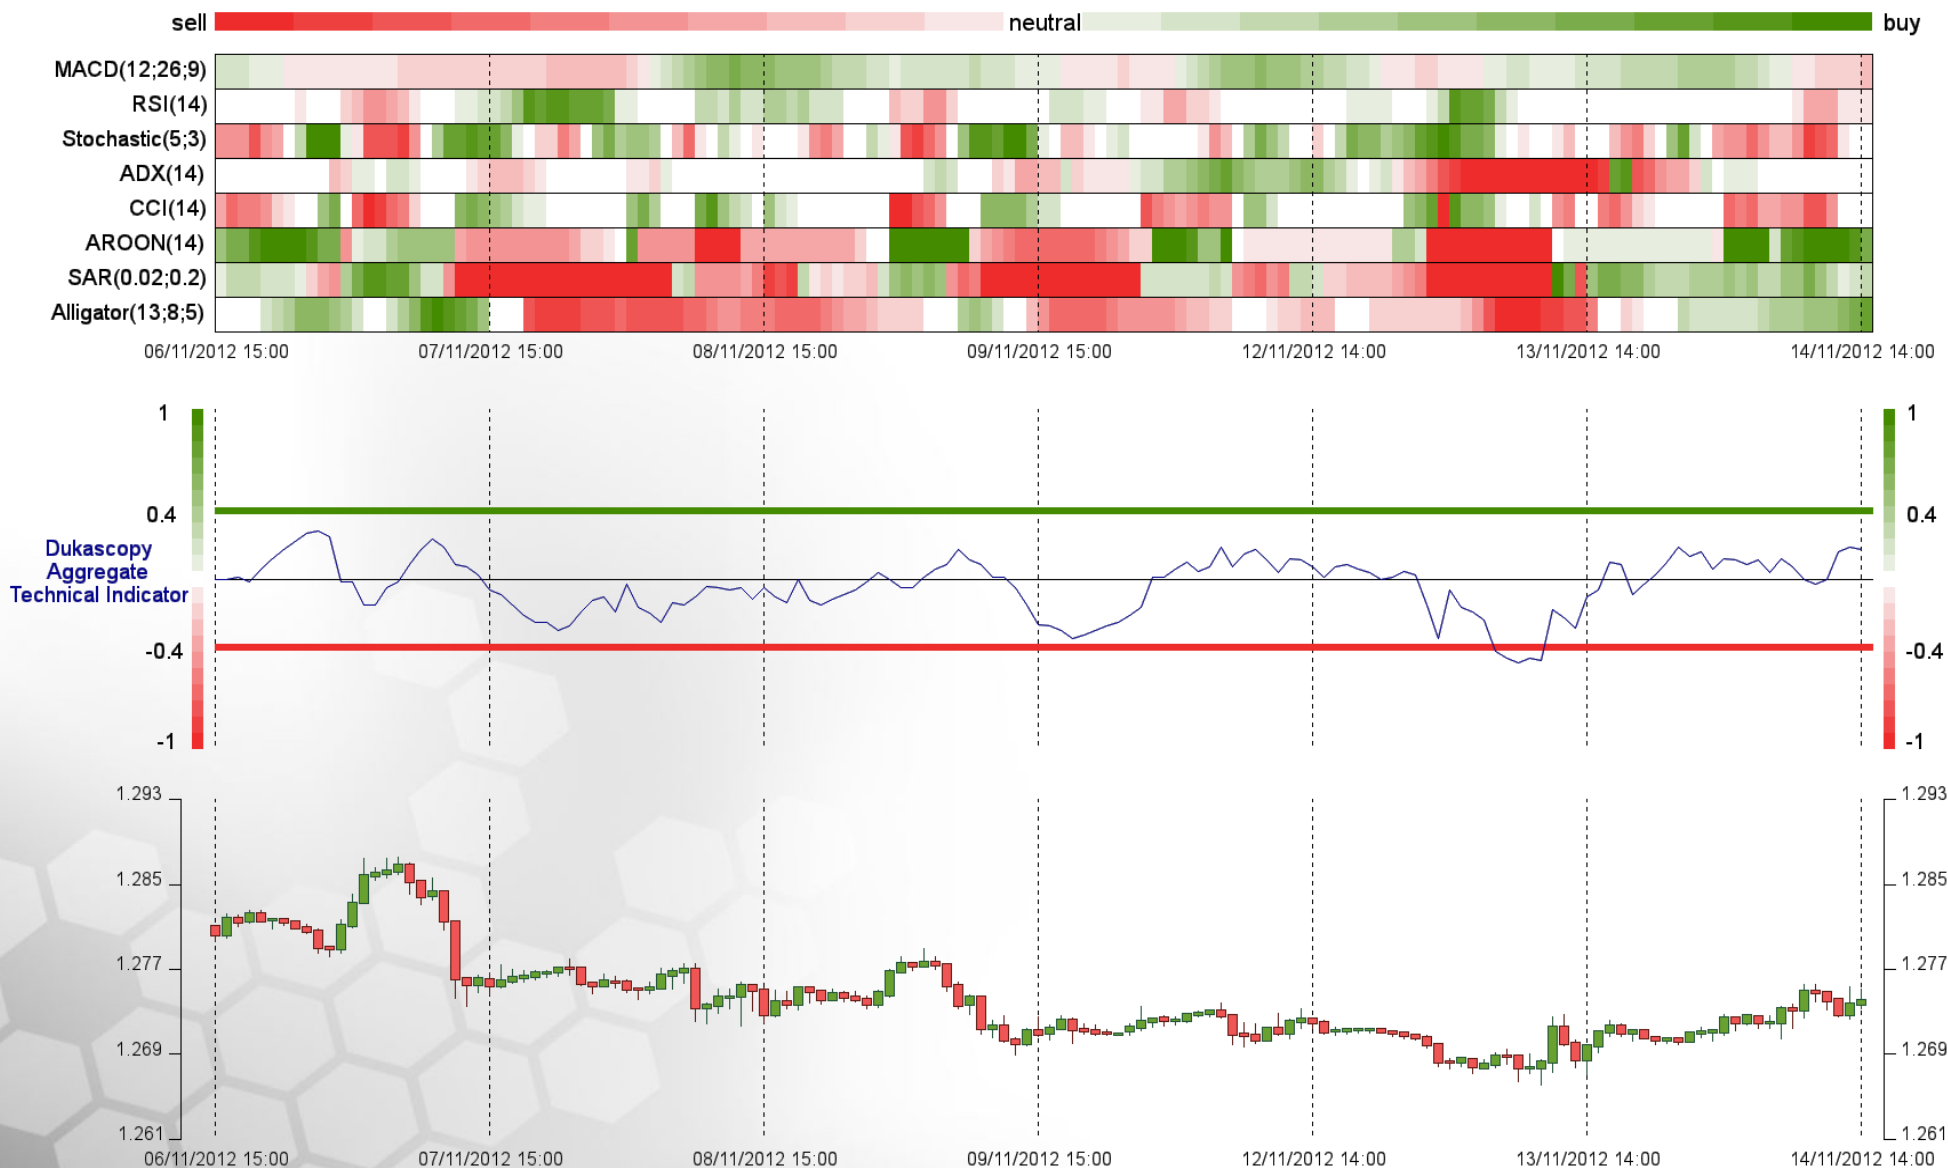 sell neutral buy
MACD(12;26;9)
RSI(14)
Stochastic(5;3)
ADX(14)
CCI(14)
AROON(14)
SAR(0.02;0.2)
Alligator(13;8;5)
06/11/2012 15:00 07/11/2012 15:00 08/11/2012 15:00 09/11/2012 15:00 12/11/2012 14:00 13/11/2012 14:00 14/11/2012 14:00
1 1
0.4 0.4
Dukascopy
Aggregate
Technical Indicator
-0.4 -0.4
-1 -1
1.293 1.293
1.285 1.285
1.277 1.277
1.269 1.269
1.261 1.261
06/11/2012 15:00 07/11/2012 15:00 08/11/2012 15:00 09/11/2012 15:00 12/11/2012 14:00 13/11/2012 14:00 14/11/2012 14:00